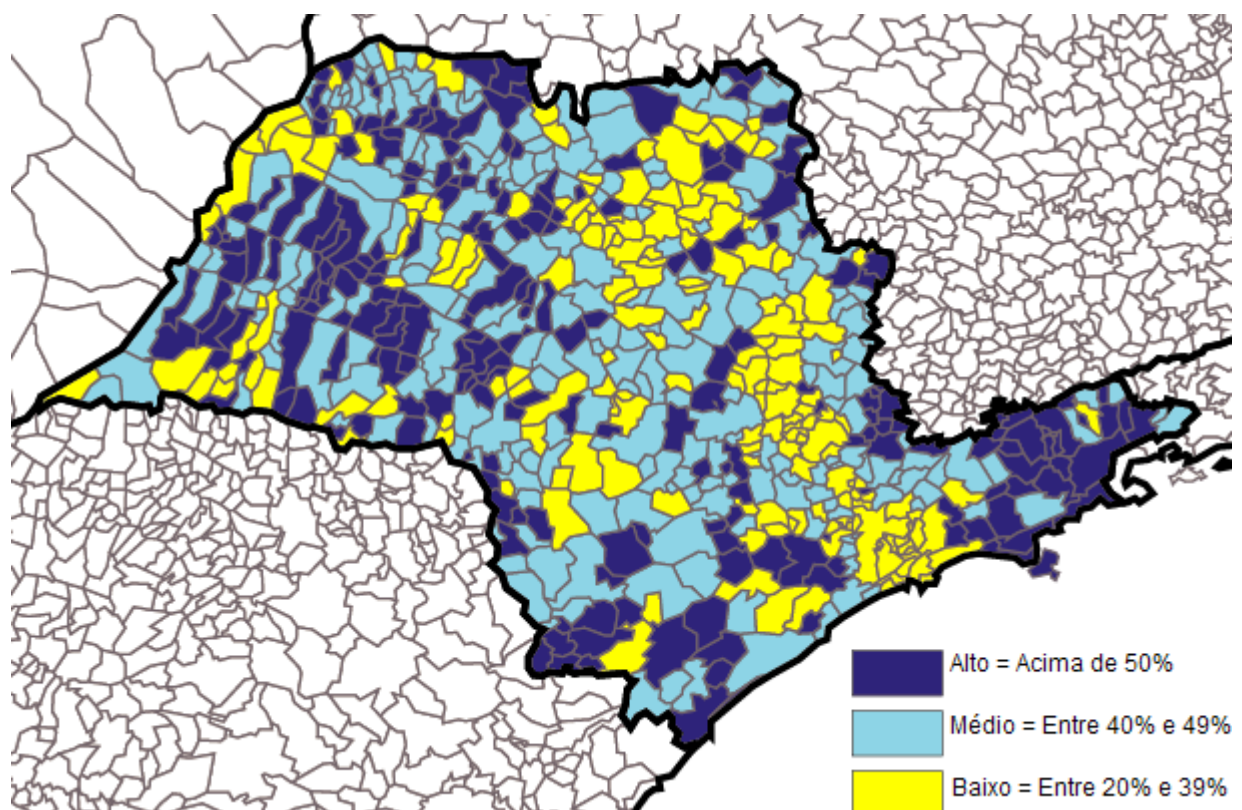 Alto = Acima de 50%
Médio = Entre 40% e 49%
Baixo = Entre 20% e 39%